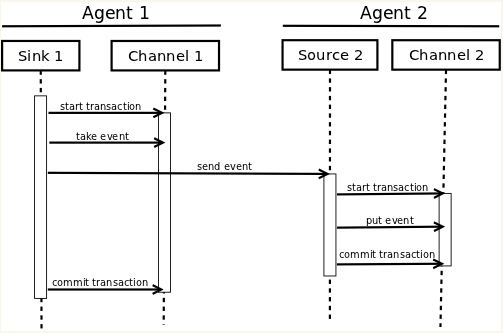 Agent 1
Agent 2
Sink 1
Channel 1
Source 2
Channel 2
start transaction
take event
send event
start transaction
put event
commit transaction
commit transaction